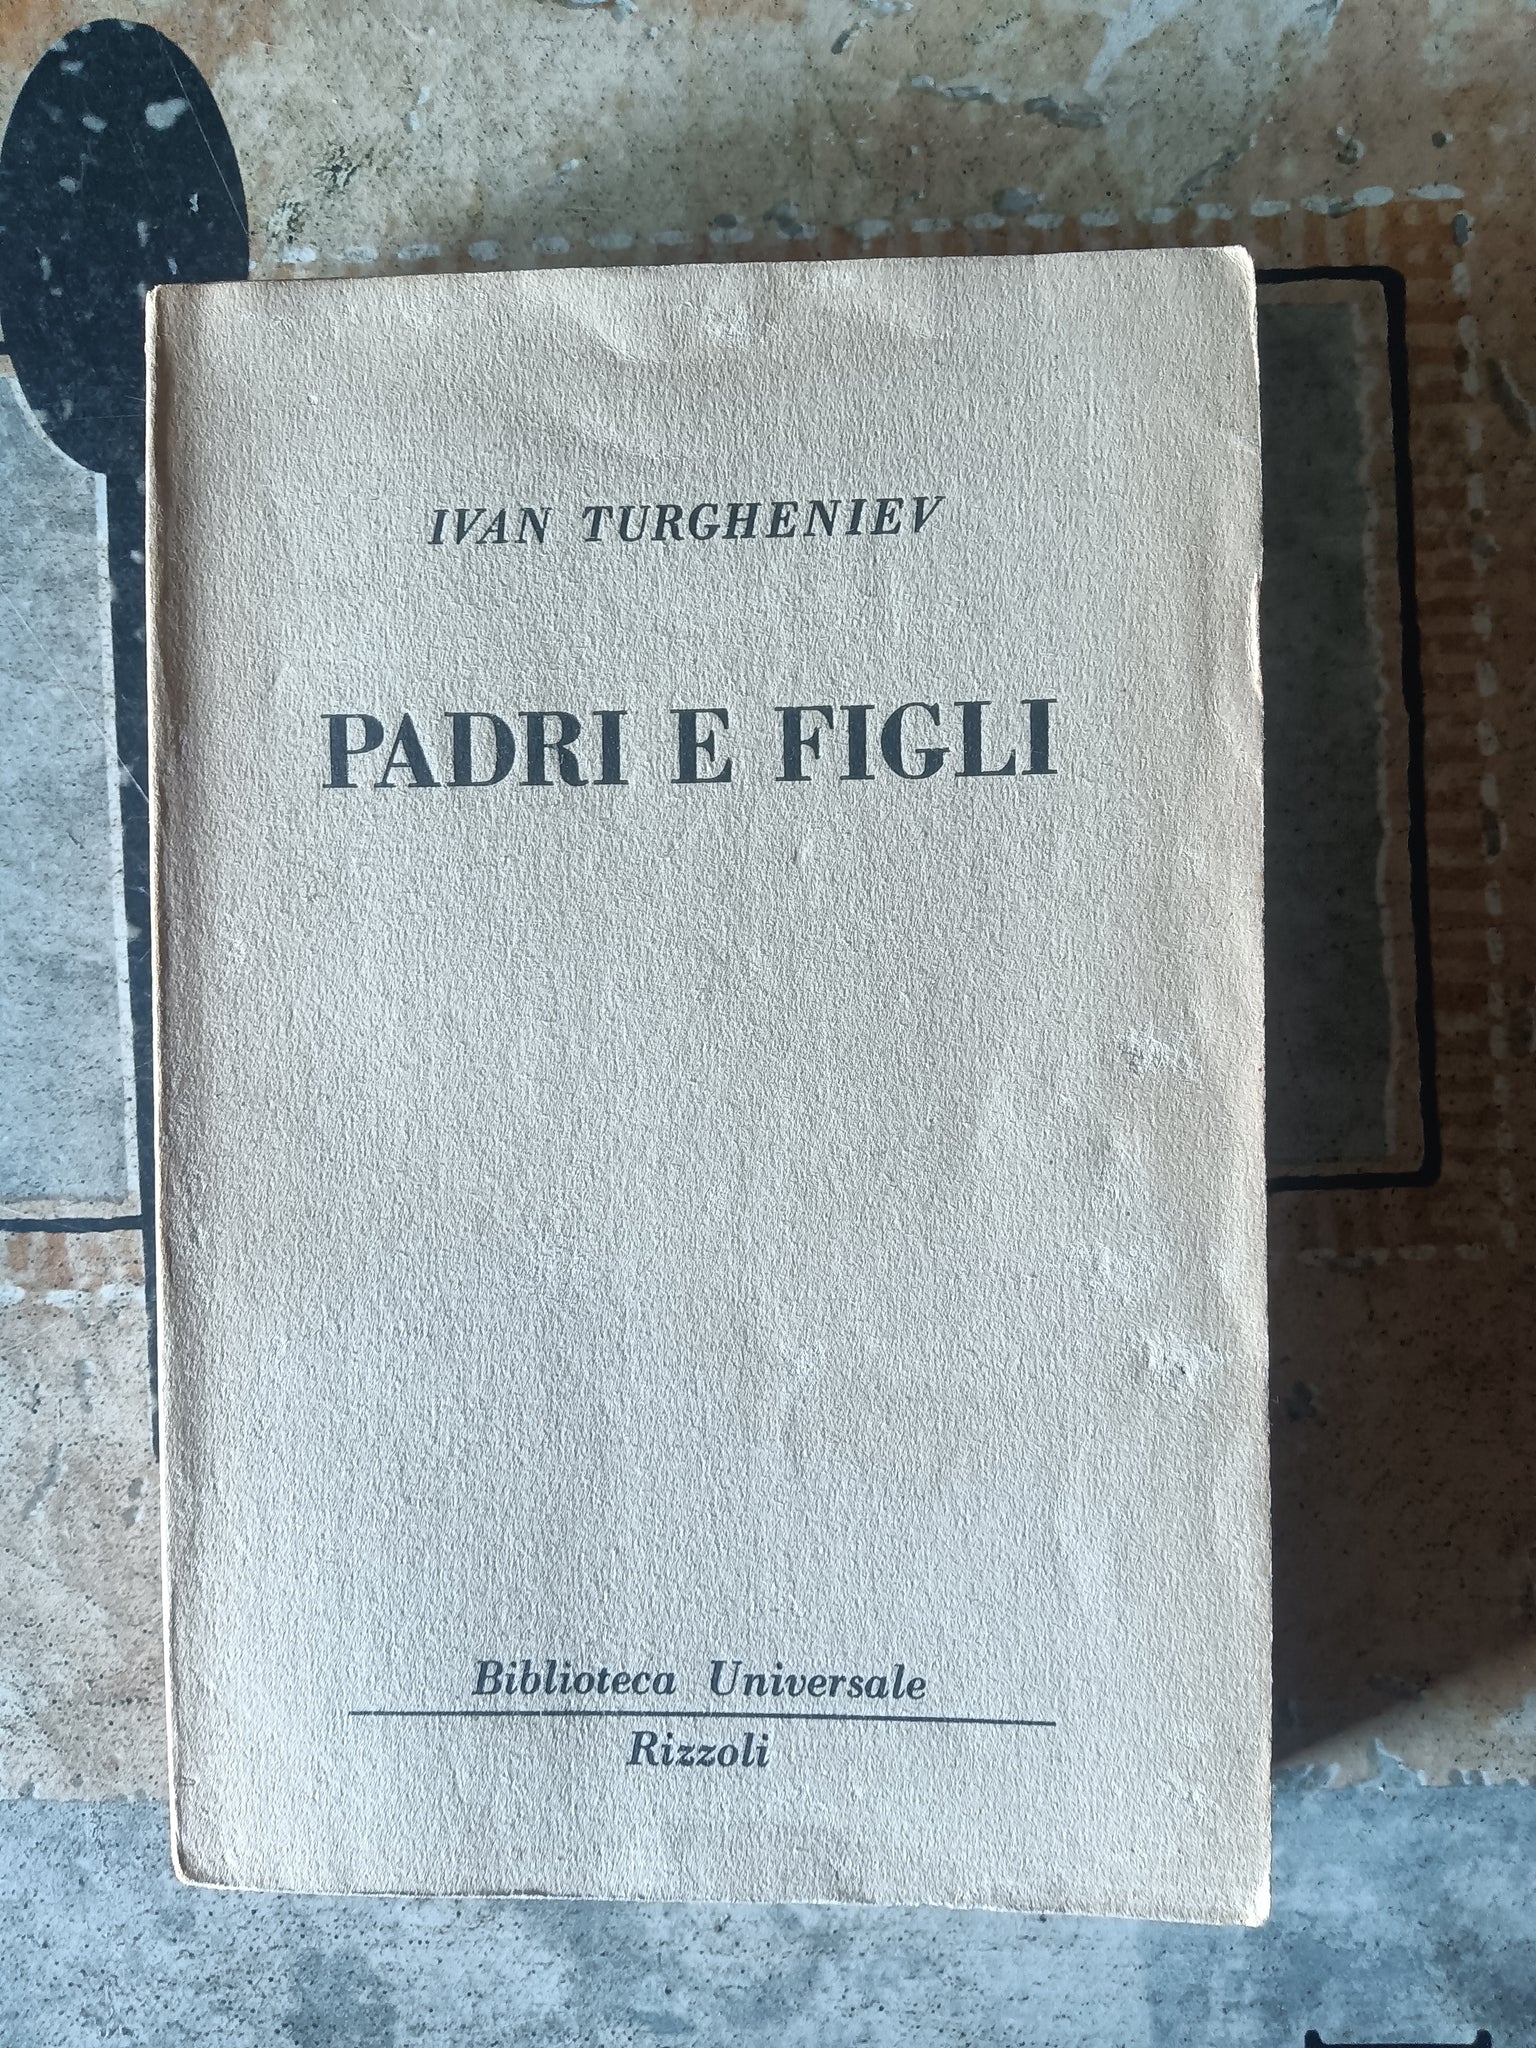 IVAN TURGHENIEV
PADRI E FIGLI
Biblioteca Universale
Rizzoli